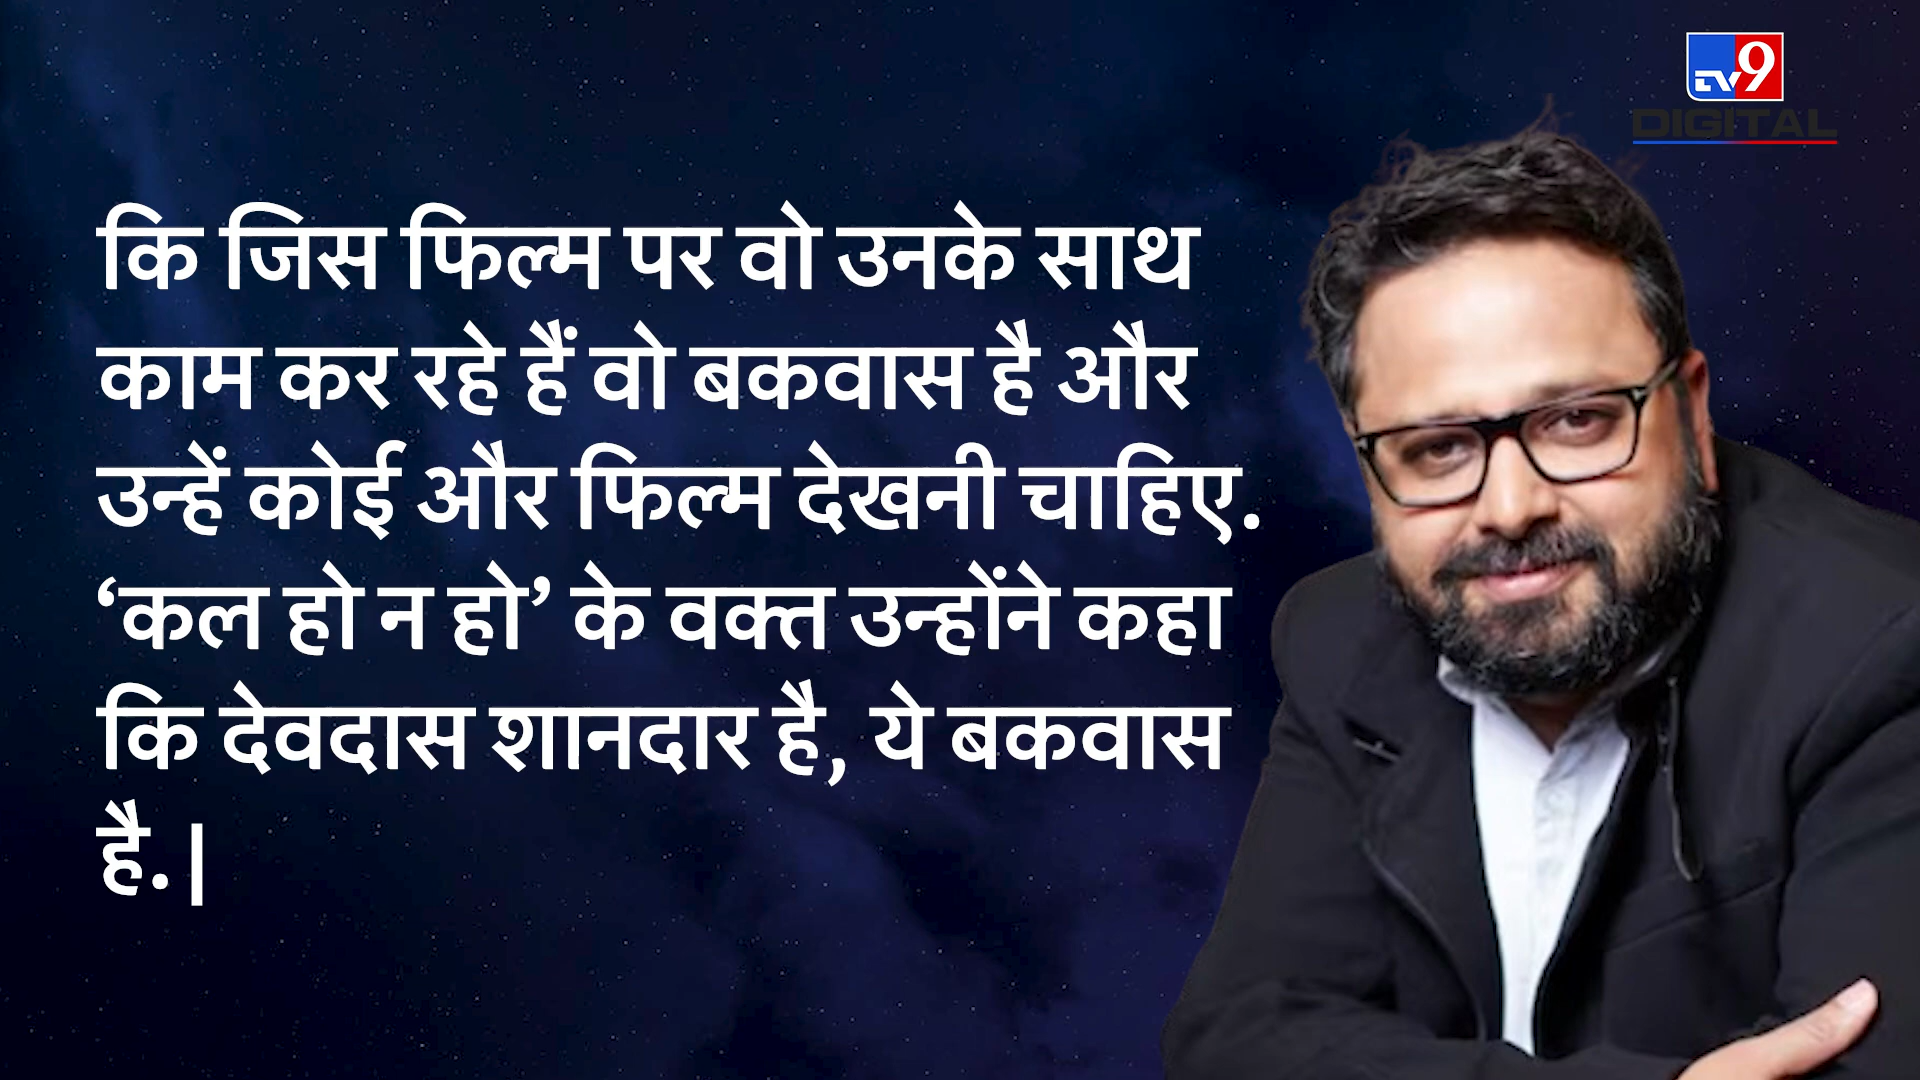 TV9
DIGITAL
कि जिस फिल्म पर वो उनके साथ
काम कर रहे हैं वो बकवास है और
उन्हें कोई और फिल्म देखनी चाहिए.
‘कल हो न हो’ के वक्त उन्होंने कहा
कि देवदास शानदार है, ये बकवास
है.|